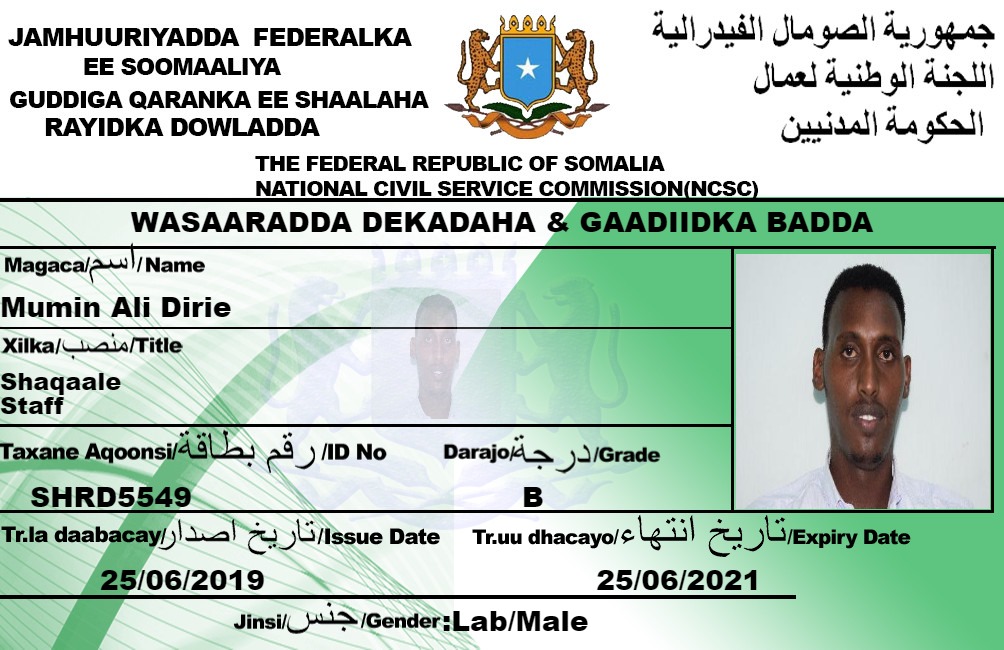 JAMHUURIYADDA FEDERALKA
EE SOOMAALIYA
GUDDIGA QARANKA EE SHAALAHA
RAYIDKA DOWLADDA
جمهورية الصومال الفيدرالية
اللجنة الوطنية لعمال
الحكومة المدنيين
THE FEDERAL REPUBLIC OF SOMALIA
NATIONAL CIVIL SERVICE COMMISSION(NCSC)
WASAARADDA DEKADAHA & GAADIIDKA BADDA
Magaca/اسم/Name
Mumin Ali Dirie
Xilka/منصب/Title
Shaqaale
Staff
Taxane Aqoonsi/رقم بطاقة/ID No
SHRD5549
Darajo/درجة/Grade
B
Tr.la daabacay/تاريخ اصدار/Issue Date
25/06/2019
Tr.uu dhacayo/تاريخ انتهاء/Expiry Date
25/06/2021
Jinsi/جنس/Gender:Lab/Male